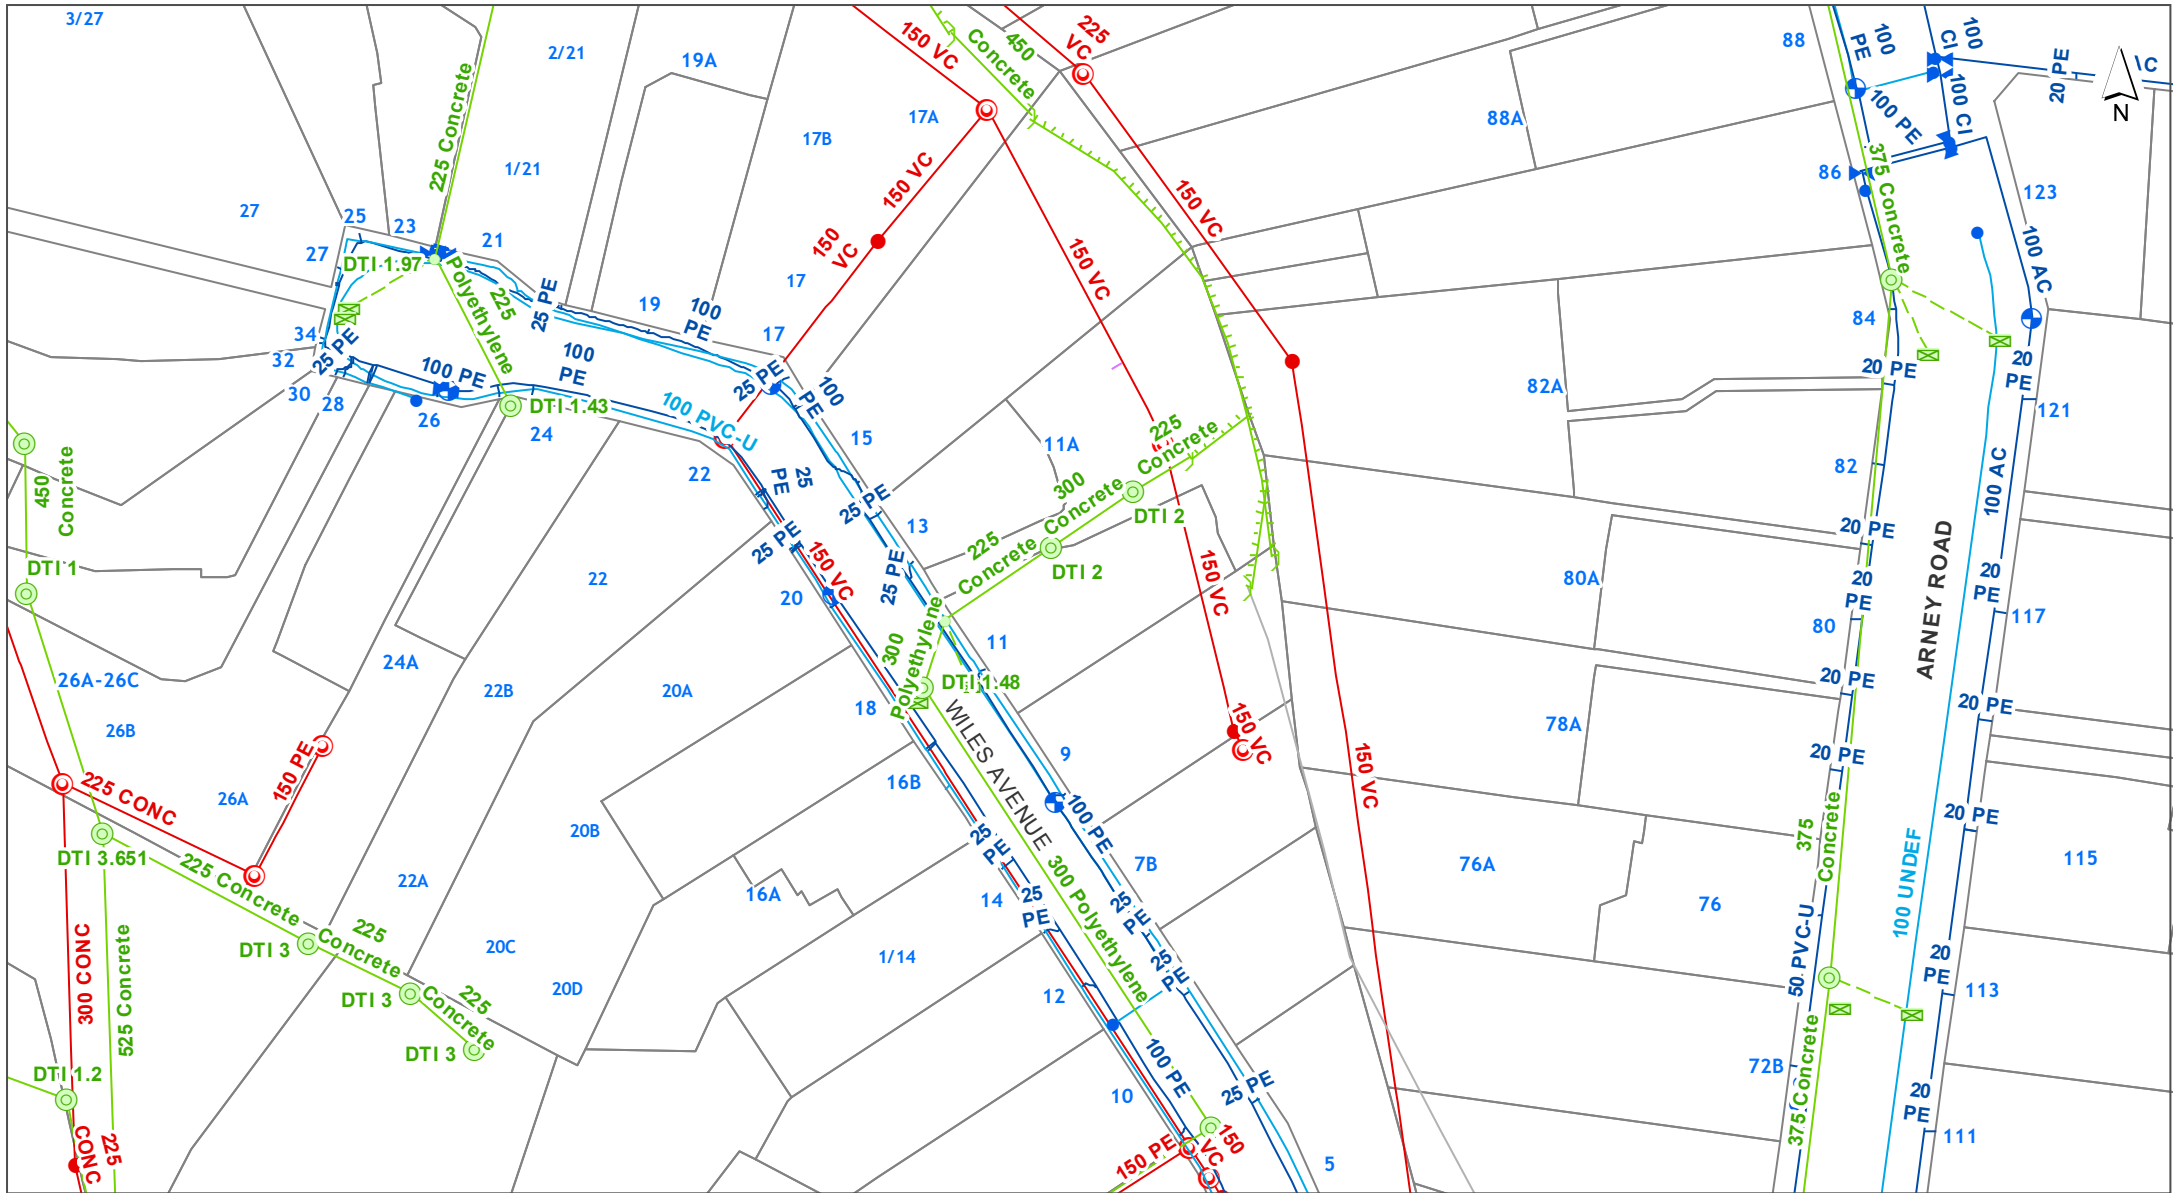 3/27
2/21
19A
150 VC
225
VC
450
Concrete
88
100
PE
100
CI
20 PE
\C
N
225 Concrete
17A
17B
88A
100 PE
100 CI
1/21
150 VC
150 VC
375 Concrete
86
123
27
25
23
21
27
DTI 1.97
Polyethylene
225
150
VC
17
150 VC
100 AC
25 PE
19
100
PE
17
34
32
25 PE
100 PE
100
PE
84
20 PE
20
PE
30
28
26
DTI 1.43
24
100 PVC-U
25 PE
100
PE
15
11A
225
Concrete
82A
121
450
Concrete
22
25
PE
25 PE
13
300
Concrete
DTI 2
82
100 AC
20 PE
ARNEY ROAD
25 PE
150 VC
225
Concrete
DTI 2
150 VC
DTI 1
22
20
25 PE
80A
20
PE
80
20
PE
117
300
Polyethylene
11
24A
26A-26C
22B
20A
DTI 1.48
20 PE
20 PE
26B
18
WILES AVENUE
9
150 VC
78A
150 VC
20 PE
225 CONC
150 PE
26A
16B
20B
25
PE
100 PE
20 PE
375
Concrete
DTI 3.651
225 Concrete
22A
16A
14
25
PE
300 Polyethylene
7B
25
PE
76A
76
115
100 UNDEF
300 CONC
525 Concrete
DTI 3
225
Concrete
20C
20D
1/14
12
25
PE
50 PVC-U
20
PE
113
DTI 3
225
Concrete
DTI 3
DTI 1.2
100 PE
10
25 PE
72B
375 Concrete
20
PE
111
CONC
225
150 PE
150
VC
5